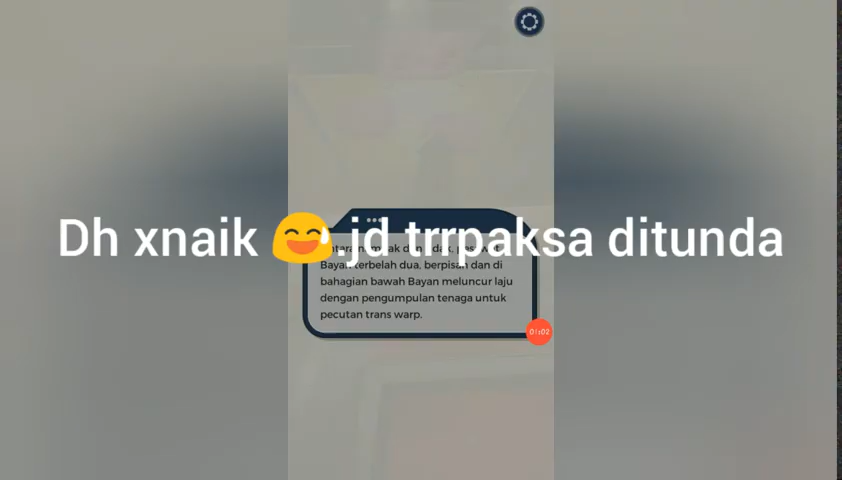 Dh xnaik 😅.jd trrpaksa ditunda
Bayan terbelah dua, berpisah dan di
bahagian bawah Bayan meluncur laju
dengan pengumpulan tenaga untuk
pecutan trans warp.
01:02